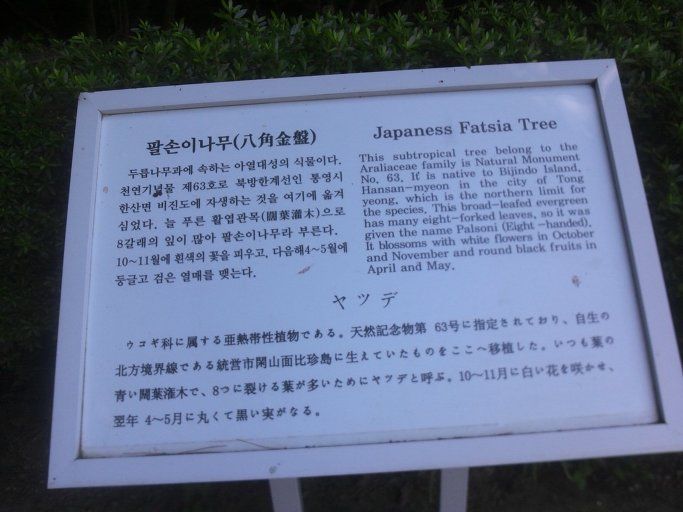 팔손이나무(八角金盤)
두릅나무과에 속하는 아열대성의 식물이다.
천연기념물 제63호로 북방한계선인 통영시
한산면 비진도에 자생하는 것을 여기에 옮겨
심었다. 늘 푸른 활엽관목(闊葉灌木)으로
8갈래의 잎이 많아 팔손이나무라 부른다.
10~11월에 흰색의 꽃을 피우고, 다음해4~5월에
둥글고 검은 열매를 맺는다.
Japaness Fatsia Tree
This subtropical tree belong to the
Araliaceae family is Natural Monument
No. 63. It is native to Bijindo Island,
Hansan-myeon in the city of Tong
yeong, which is the northern limit for
the species. This broad-leafed evergreen
has many eight-forked leaves, so it was
given the name Palsoni (Eight -handed).
It blossoms with white flowers in October
and November and round black fruits in
April and May.
ヤツデ
ウコギ科に属する亜熱帯性植物である。天然記念物第 63号に指定されており、自生の
北方境界線である統営市閑山面比珍島に生えていたものをここへ移植した。いつも葉の
青い闊葉潅木で、8つに裂ける葉が多いためにヤツデと呼ぶ。10～11月に白い花を咲かせ、
翌年 4～5月に丸くて黒い実がなる。